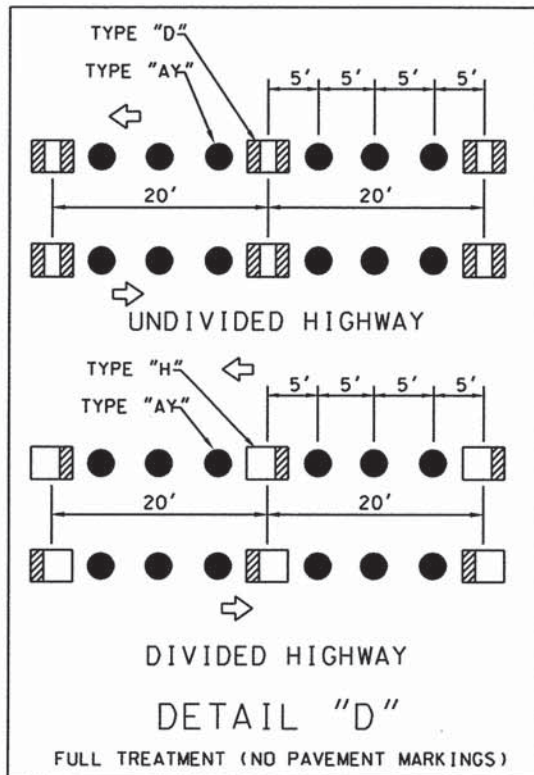 TYPE "D"
TYPE "AY"
5' 5' 5' 5'
20' 20'
UNDIVIDED HIGHWAY
TYPE "H"
TYPE "AY"
5' 5' 5' 5'
20' 20'
DIVIDED HIGHWAY
DETAIL "D"
FULL TREATMENT (NO PAVEMENT MARKINGS)